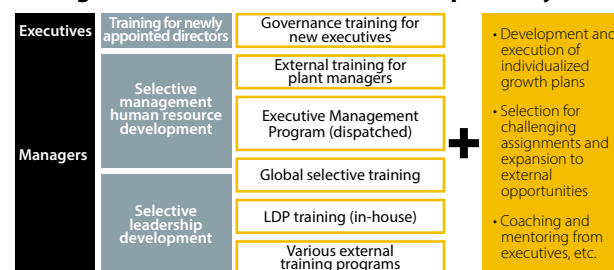 Executives
Training for newly
appointed directors
Governance training for
new executives
Managers
Selective
management
human resource
development
External training for
plant managers
Executive Management
Program (dispatched)
Global selective training
Selective
leadership
development
LDP training (in-house)
Various external
training programs
+
• Development and
execution of
individualized
growth plans
• Selection for
challenging
assignments and
expansion to
external
opportunities
• Coaching and
mentoring from
executives, etc.